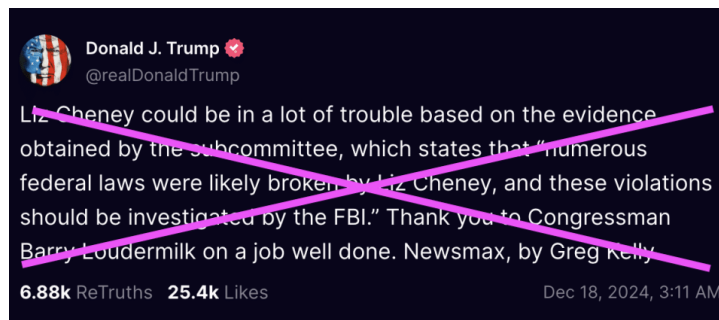 Donald J. Trump
@realDonaldTrump
Liz Cheney could be in a lot of trouble based on the evidence
obtained by the subcommittee, which states that “numerous
federal laws were likely broken by Liz Cheney, and these violations
should be investigated by the FBI.” Thank you to Congressman
Barry Loudermilk on a job well done. Newsmax, by Greg Kelly
6.88k ReTruths 25.4k Likes Dec 18, 2024, 3:11 AM